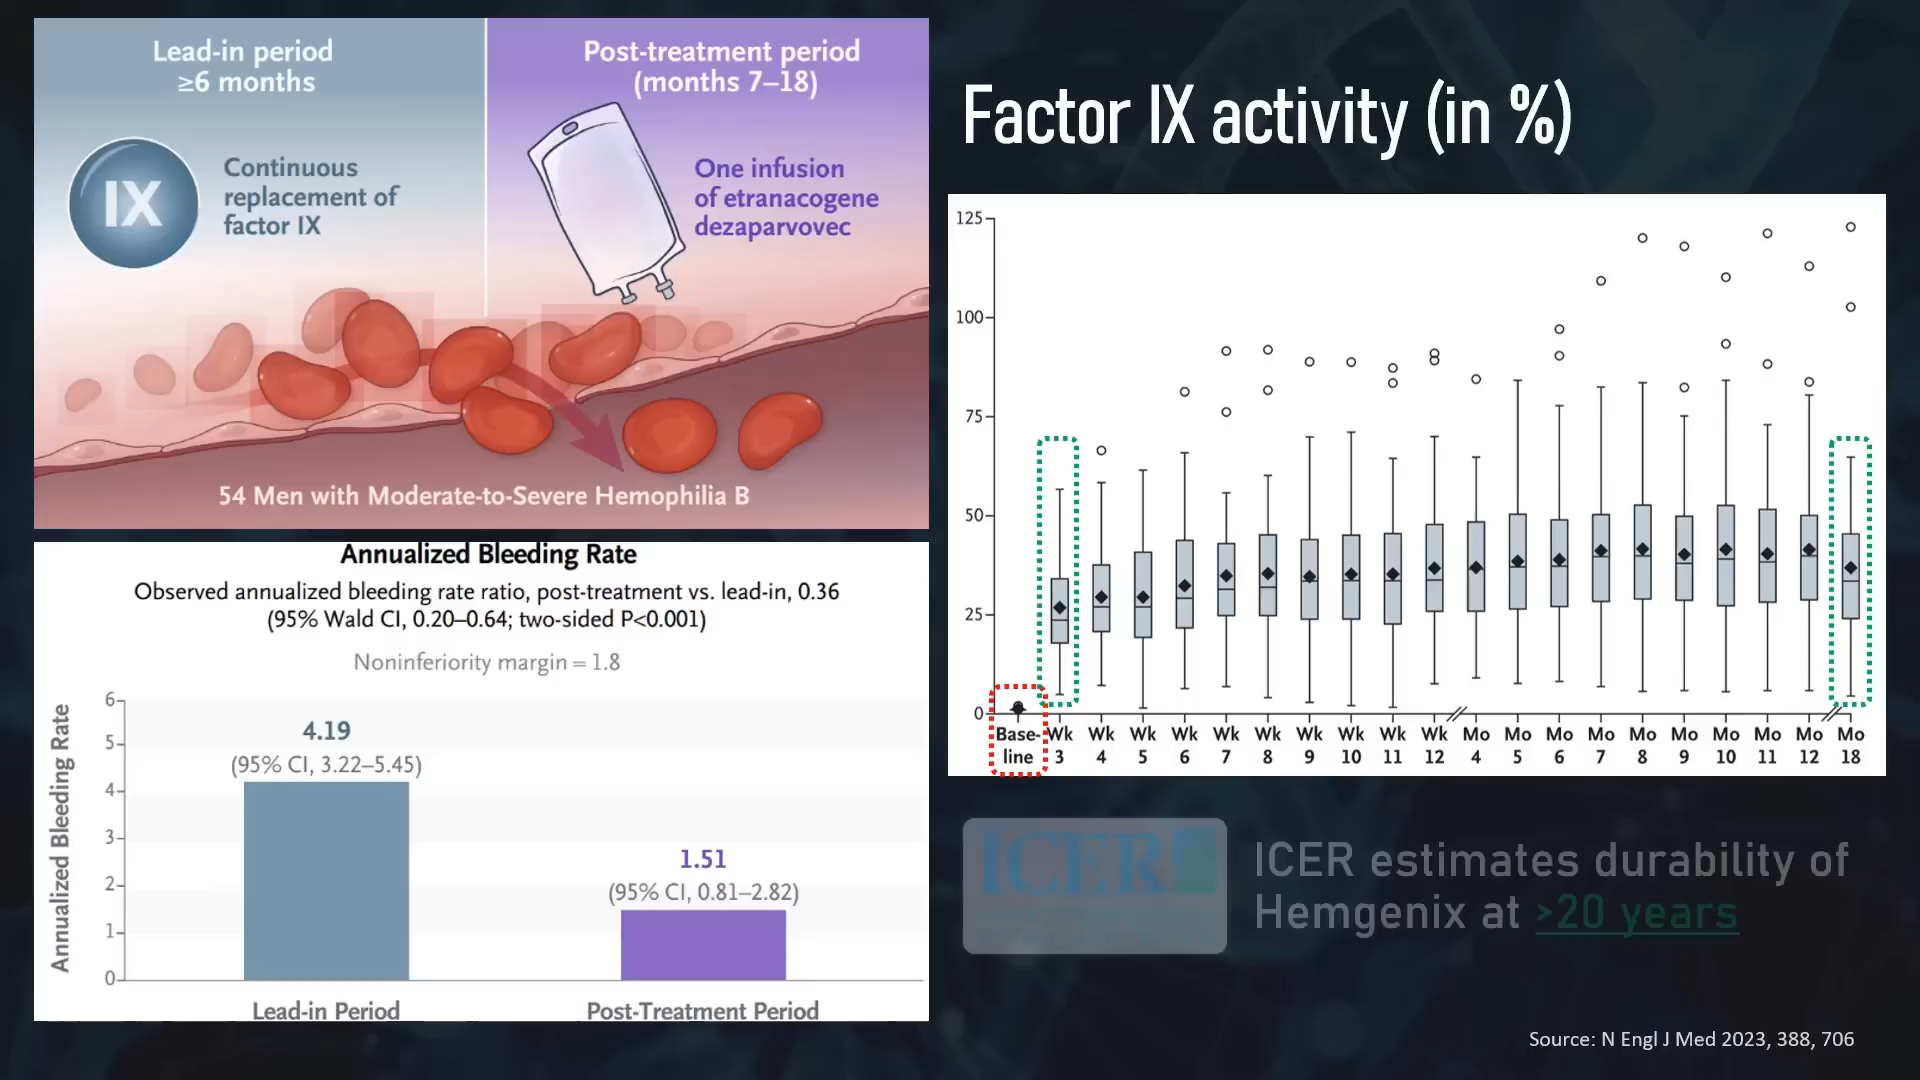 Lead-in period
≥6 months
Post-treatment period
(months 7–18)
IX
Continuous
replacement of
factor IX
One infusion
of etranacogene
dezaparvovec
54 Men with Moderate-to-Severe Hemophilia B
Annualized Bleeding Rate
Observed annualized bleeding rate ratio, post-treatment vs. lead-in, 0.36
(95% Wald CI, 0.20–0.64; two-sided P<0.001)
Noninferiority margin = 1.8
Annualized Bleeding Rate
6
5
4
3
2
1
0
4.19
(95% CI, 3.22–5.45)
1.51
(95% CI, 0.81–2.82)
Lead-in Period
Post-Treatment Period
Factor IX activity (in %)
125
100
75
50
25
0
Base- Wk Wk Wk Wk Wk Wk Wk Wk Wk Wk Mo Mo Mo Mo Mo Mo Mo Mo Mo Mo
line 3 4 5 6 7 8 9 10 11 12 4 5 6 7 8 9 10 11 12 18
ICER
ICER estimates durability of
Hemgenix at >20 years
Source: N Engl J Med 2023, 388, 706